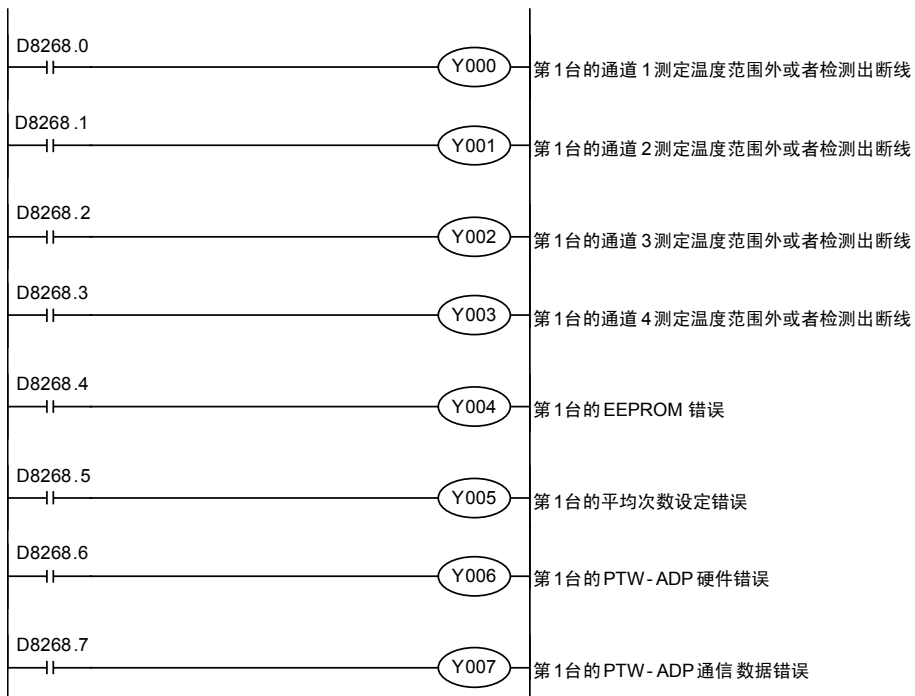 D8268.0
Y000 第1台的通道1测定温度范围外或者检测出断线
D8268.1
Y001 第1台的通道2测定温度范围外或者检测出断线
D8268.2
Y002 第1台的通道3测定温度范围外或者检测出断线
D8268.3
Y003 第1台的通道4测定温度范围外或者检测出断线
D8268.4
Y004 第1台的EEPROM 错误
D8268.5
Y005 第1台的平均次数设定错误
D8268.6
Y006 第1台的PTW-ADP硬件错误
D8268.7
Y007 第1台的PTW-ADP通信数据错误